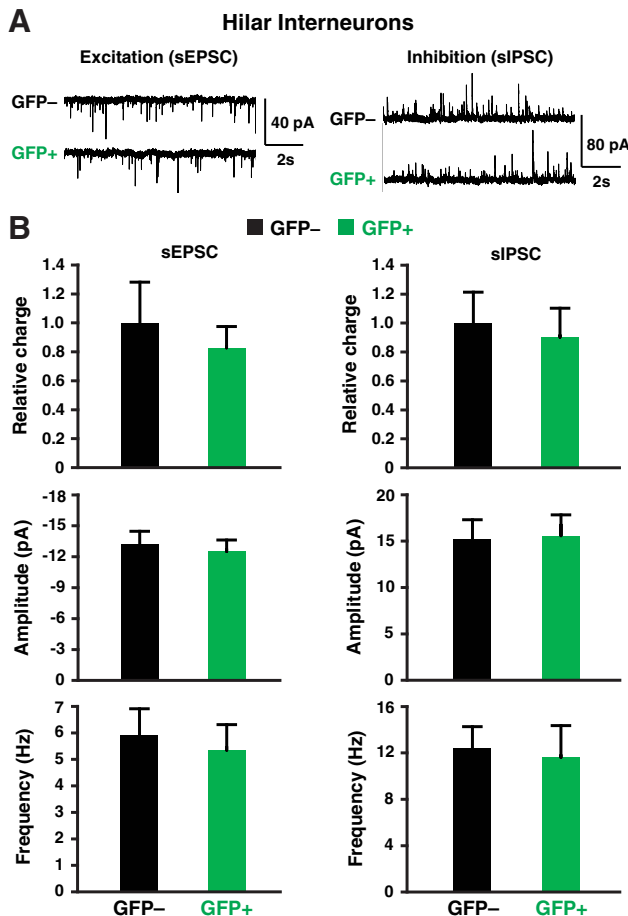 A
Hilar Interneurons
Excitation (sEPSC)
Inhibition (sIPSC)
GFP–
40 pA
GFP+
2s
GFP–
80 pA
GFP+
2s
B
GFP– GFP+
sEPSC
Relative charge
1.4
1.2
1.0
0.8
0.6
0.4
0.2
0
sIPSC
Relative charge
1.4
1.2
1.0
0.8
0.6
0.4
0.2
0
Amplitude (pA)
-18
-15
-12
-9
-6
-3
0
Amplitude (pA)
20
15
10
5
0
Frequency (Hz)
7
6
5
4
3
2
1
0
GFP– GFP+
Frequency (Hz)
16
12
8
4
0
GFP– GFP+